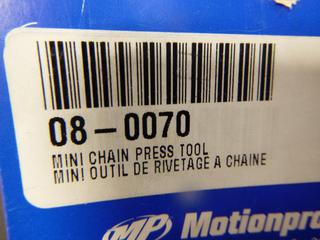 08-0070
MINI CHAIN PRESS TOOL
MINI OUTIL DE RIVETAGE A CHAINE
MP Motionpro